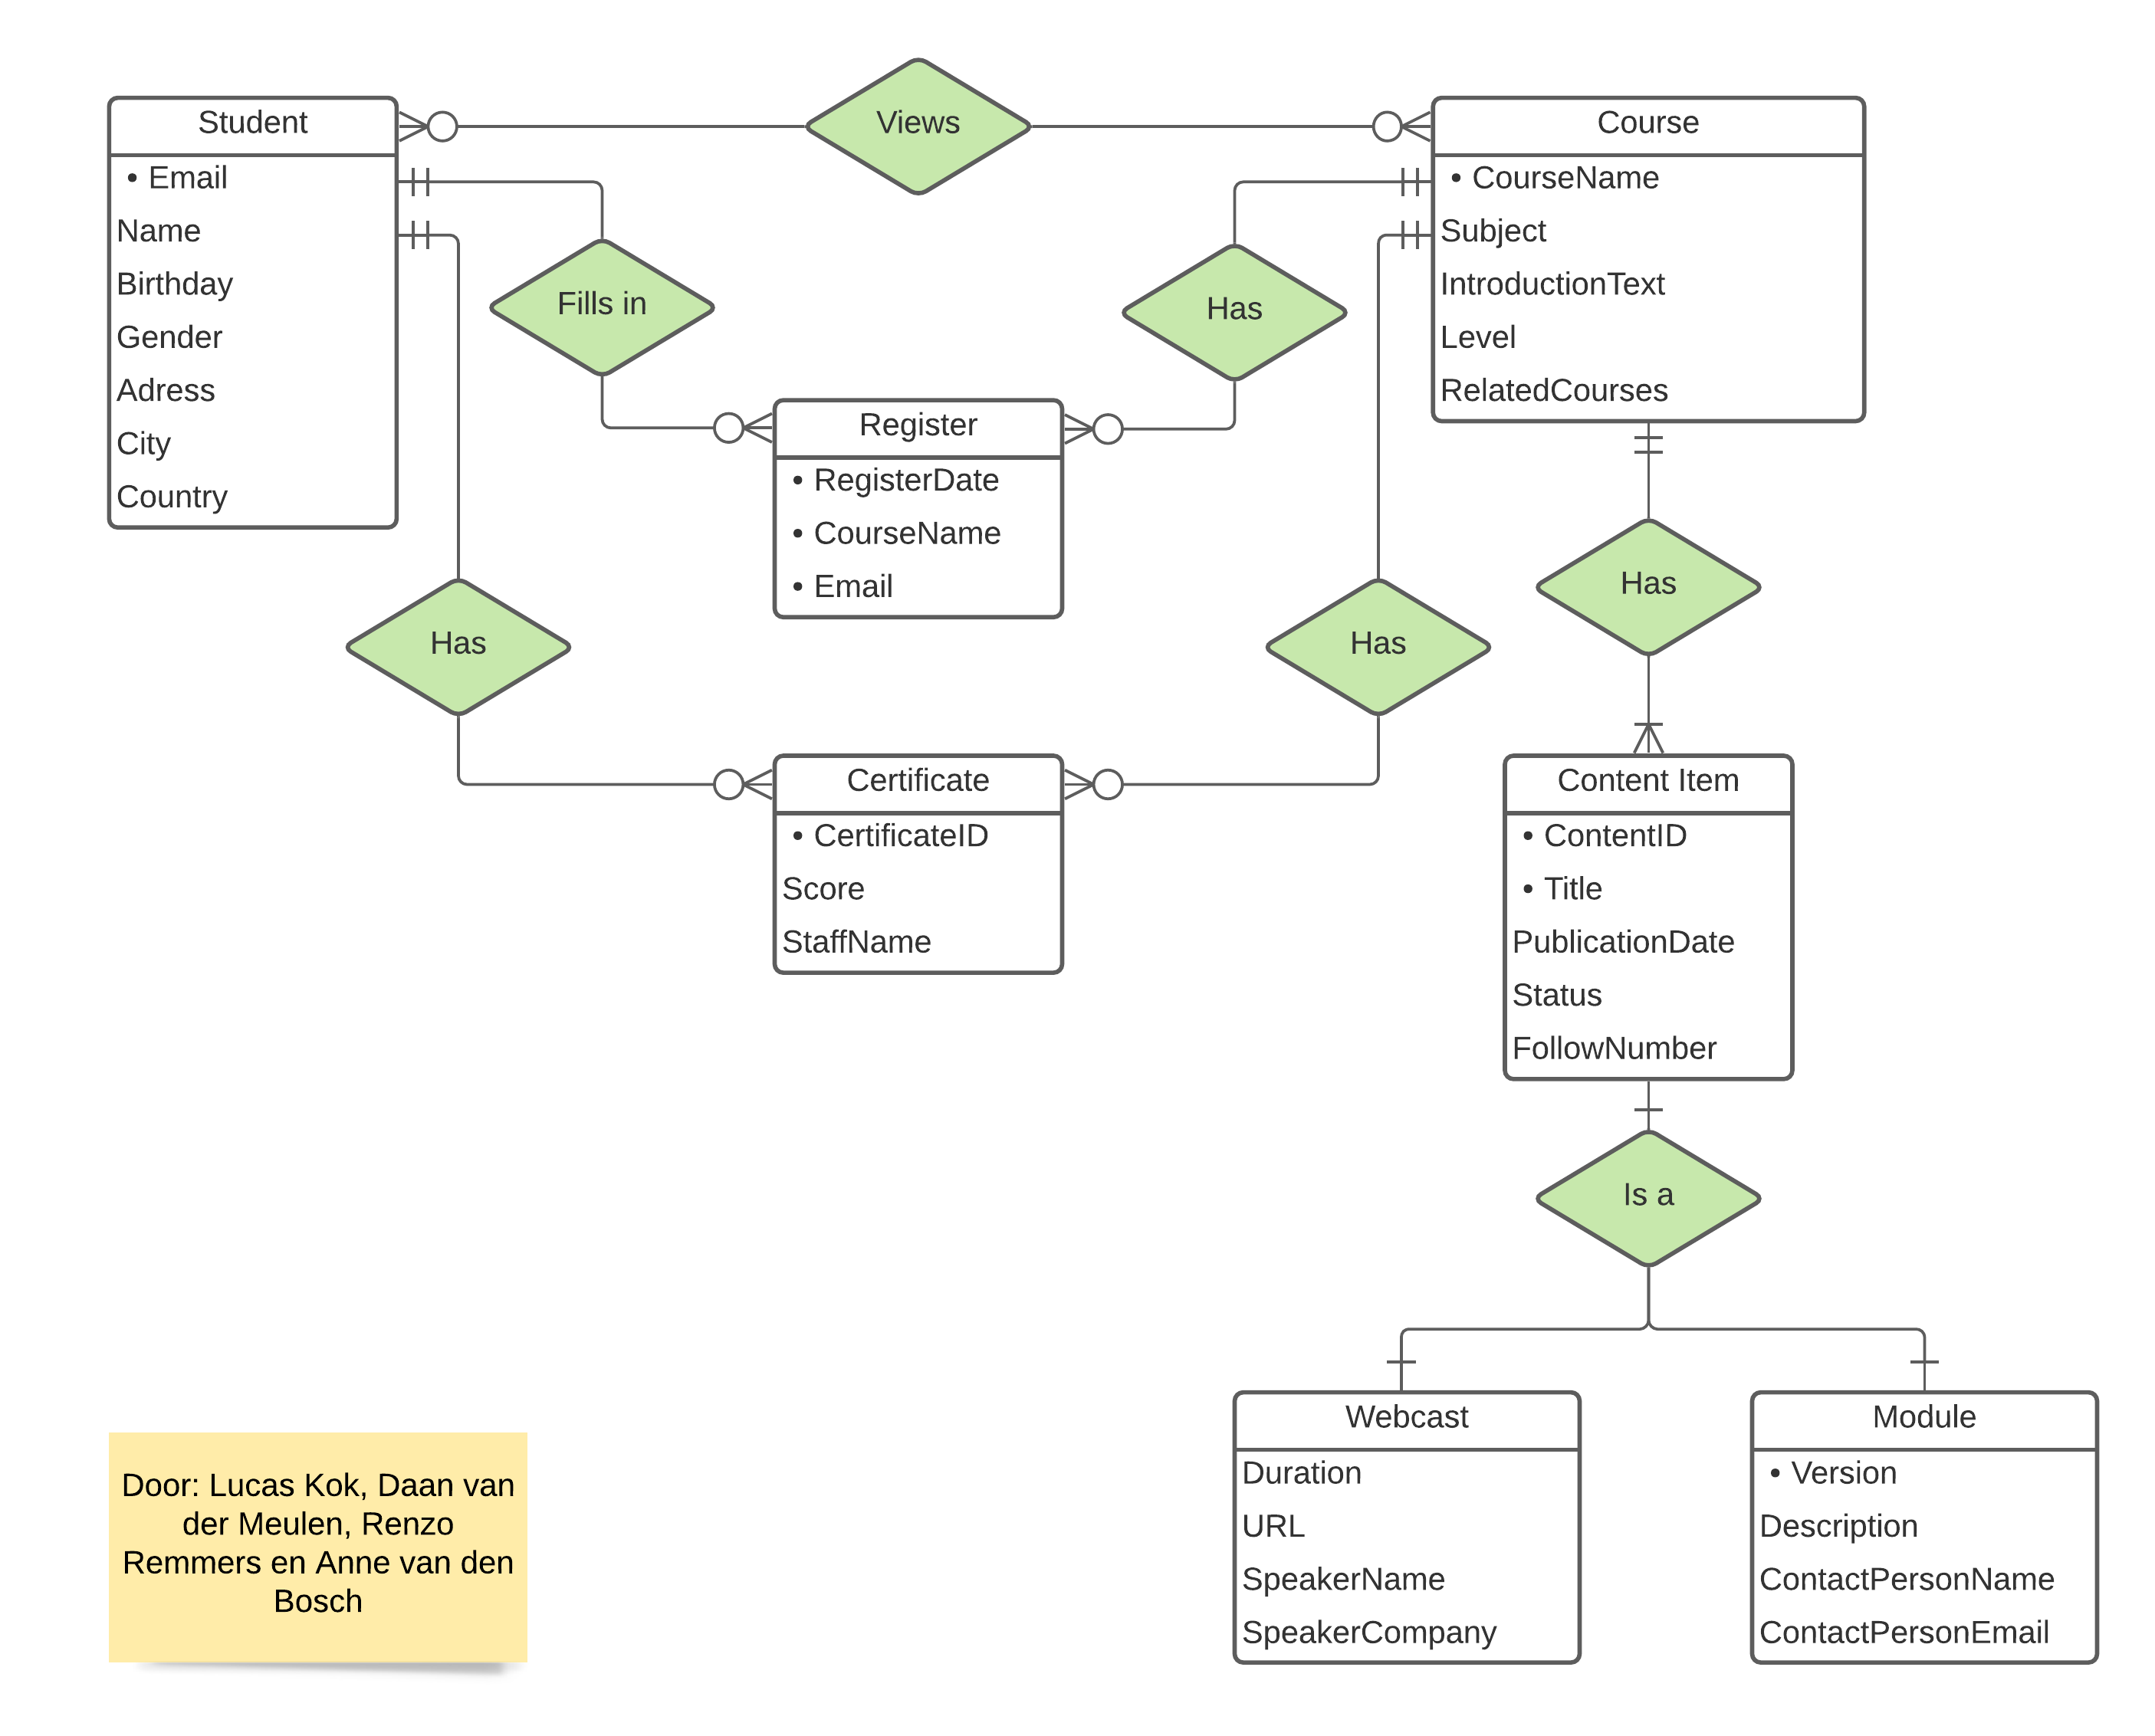 Views
Student
• Email
Name
Birthday
Gender
Adress
City
Country
Course
• CourseName
Subject
IntroductionText
Level
RelatedCourses
Fills in
Has
Register
• RegisterDate
• CourseName
• Email
Has
Has
Has
Certificate
• CertificateID
Score
StaffName
Content Item
• ContentID
• Title
PublicationDate
Status
FollowNumber
Is a
Webcast
Duration
URL
SpeakerName
SpeakerCompany
Module
• Version
Description
ContactPersonName
ContactPersonEmail
Door: Lucas Kok, Daan van
der Meulen, Renzo
Remmers en Anne van den
Bosch